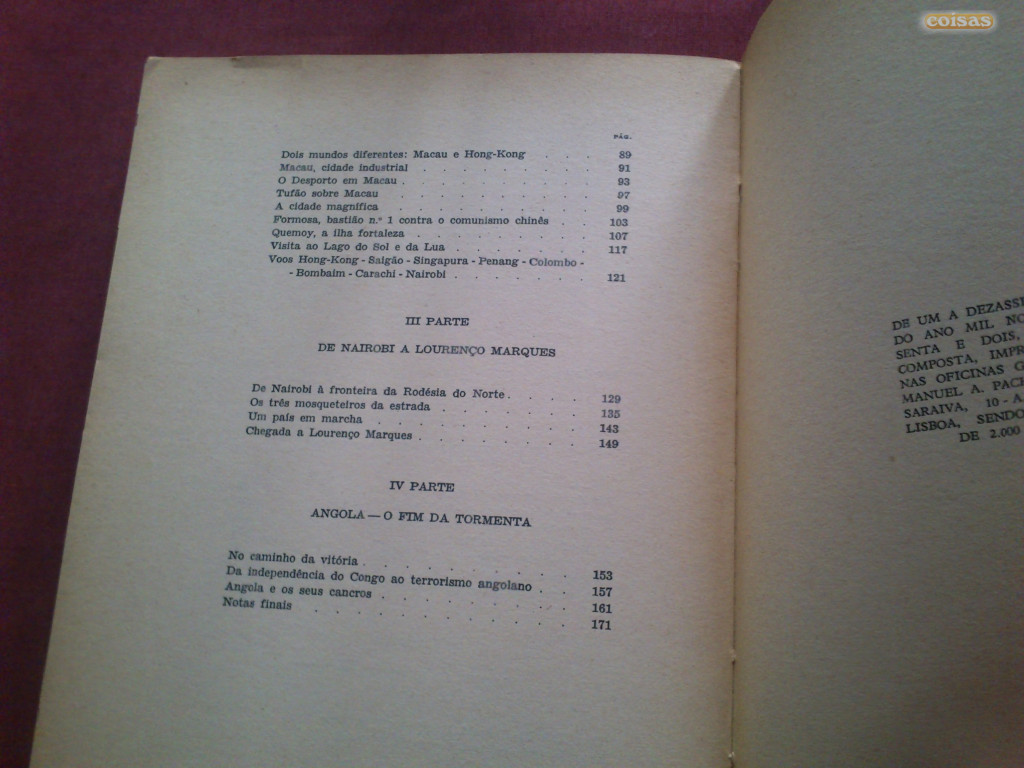 coisas
PÁG.
Dois mundos diferentes: Macau e Hong-Kong . . . 89
Macau, cidade industrial . . . . . . . . 91
O Desporto em Macau . . . . . . . . 93
Tufão sobre Macau . . . . . . . . 97
A cidade magnífica . . . . . . . . 99
Formosa, bastião n.º 1 contra o comunismo chinês . . 103
Quemoy, a ilha fortaleza . . . . . . . . 107
Visita ao Lago do Sol e da Lua . . . . . . 117
Voos Hong-Kong - Saigão - Singapura - Penang - Colombo -
- Bombaim - Carachi - Nairobi . . . . . . 121
III PARTE
DE NAIROBI A LOURENÇO MARQUES
De Nairobi à fronteira da Rodésia do Norte . . . . 129
Os três mosqueteiros da estrada . . . . . . 135
Um país em marcha . . . . . . . . 143
Chegada a Lourenço Marques . . . . . . . 149
IV PARTE
ANGOLA — O FIM DA TORMENTA
No caminho da vitória . . . . . . . . 153
Da independência do Congo ao terrorismo angolano . . 157
Angola e os seus cancros . . . . . . . . 161
Notas finais . . . . . . . . . 171
DE UM A
DO ANO MIL
SENTA E DOIS,
COMPOSTA,
NAS OFICINAS
MANUEL A.
SARAIVA, 10 - A
LISBOA, SENDO
DE 2.000